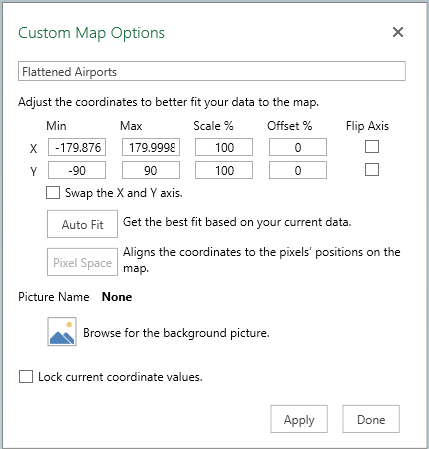 Custom Map Options
Flattened Airports
Adjust the coordinates to better fit your data to the map.
Min Max Scale % Offset % Flip Axis
X -179.876 179.9998 100 0
Y -90 90 100 0
Swap the X and Y axis.
Auto Fit Get the best fit based on your current data.
Pixel Space Aligns the coordinates to the pixels' positions on the
map.
Picture Name None
Browse for the background picture.
Lock current coordinate values.
Apply Done